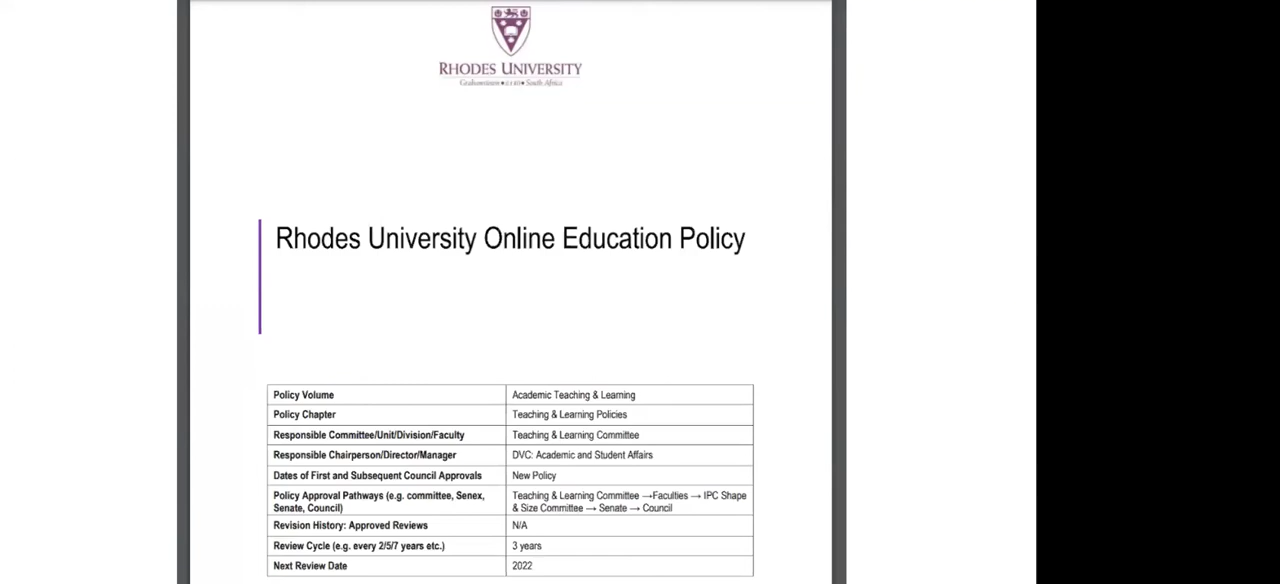 RHODES UNIVERSITY
Grahamstown • 6140 • South Africa
Rhodes University Online Education Policy
Policy Volume Academic Teaching & Learning
Policy Chapter Teaching & Learning Policies
Responsible Committee/Unit/Division/Faculty Teaching & Learning Committee
Responsible Chairperson/Director/Manager DVC: Academic and Student Affairs
Dates of First and Subsequent Council Approvals New Policy
Policy Approval Pathways (e.g. committee, Senex, Teaching & Learning Committee →Faculties → IPC Shape
Senate, Council) & Size Committee → Senate → Council
Revision History: Approved Reviews N/A
Review Cycle (e.g. every 2/5/7 years etc.) 3 years
Next Review Date 2022